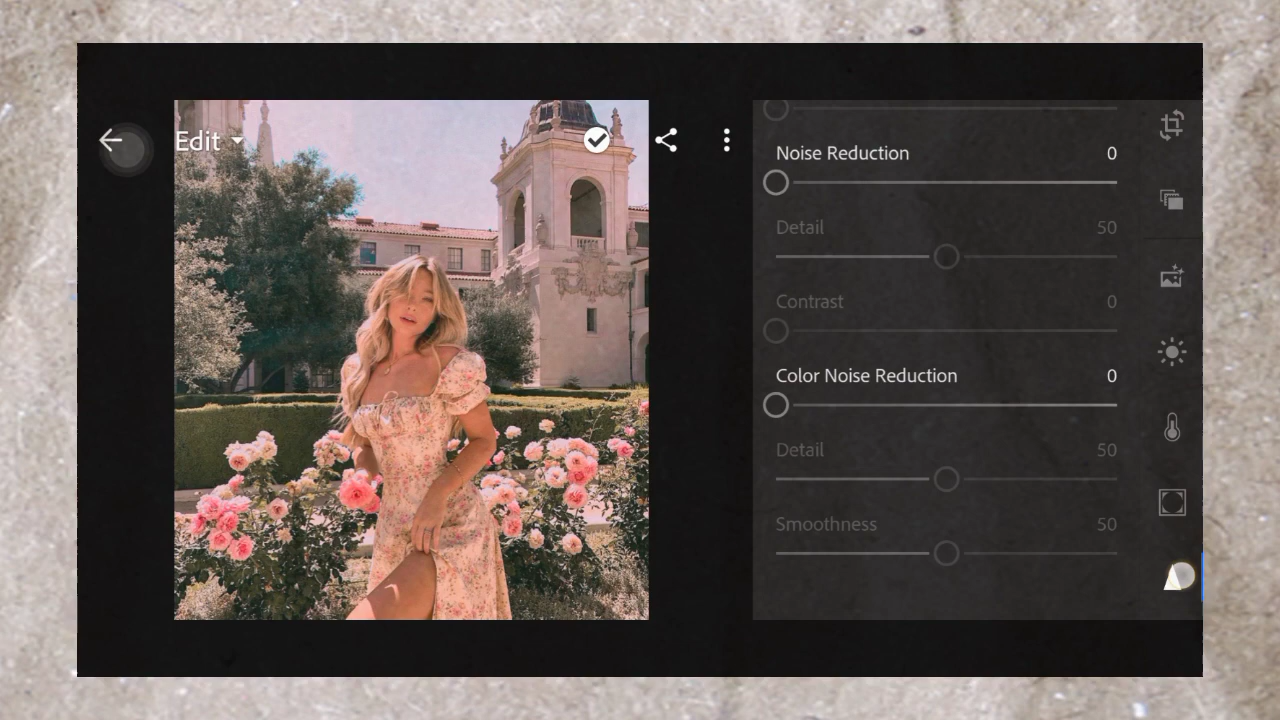 Edit
Noise Reduction 0
Detail 50
Contrast 0
Color Noise Reduction 0
Detail 50
Smoothness 50